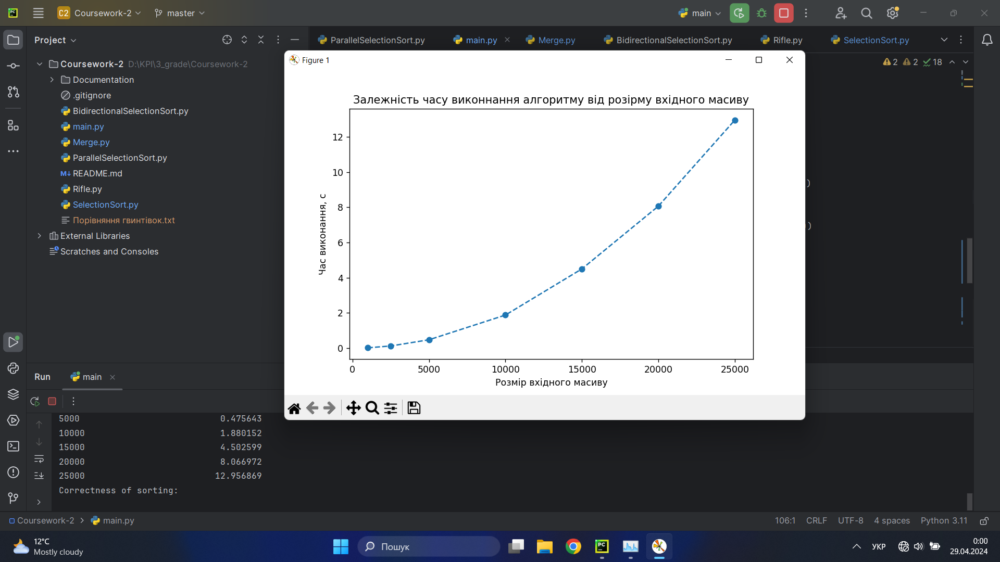 PC
C2 Coursework-2
master
main
Project
ParallelSelectionSort.py
main.py
Merge.py
BidirectionalSelectionSort.py
Rifle.py
SelectionSort.py
Coursework-2 D:\KPI\3_grade\Coursework-2
Documentation
.gitignore
BidirectionalSelectionSort.py
main.py
Merge.py
ParallelSelectionSort.py
M↓ README.md
Rifle.py
SelectionSort.py
Порівняння гвинтівок.txt
External Libraries
Scratches and Consoles
2 2 18
)
)
Figure 1
Залежність часу виконнання алгоритму від розірму вхідного масиву
12
10
8
6
4
2
0
Час виконання, с
0 5000 10000 15000 20000 25000
Розмір вхідного масиву
Run main
5000 0.475643
10000 1.880152
15000 4.502599
20000 8.066972
25000 12.956869
Correctness of sorting:
Coursework-2 > main.py
106:1 CRLF UTF-8 4 spaces Python 3.11
12°C
Mostly cloudy
Пошук
PC
УКР
0:00
29.04.2024